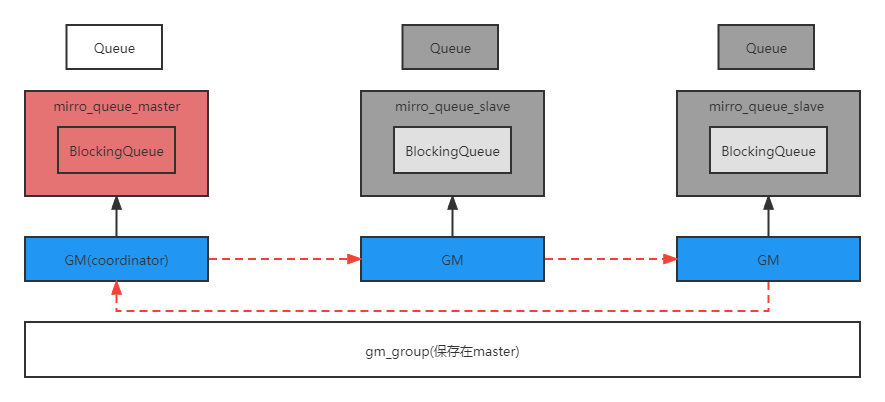 Queue
Queue
Queue
mirro_queue_master
mirro_queue_slave
mirro_queue_slave
BlockingQueue
BlockingQueue
BlockingQueue
GM(coordinator)
GM
GM
gm_group(保存在master)